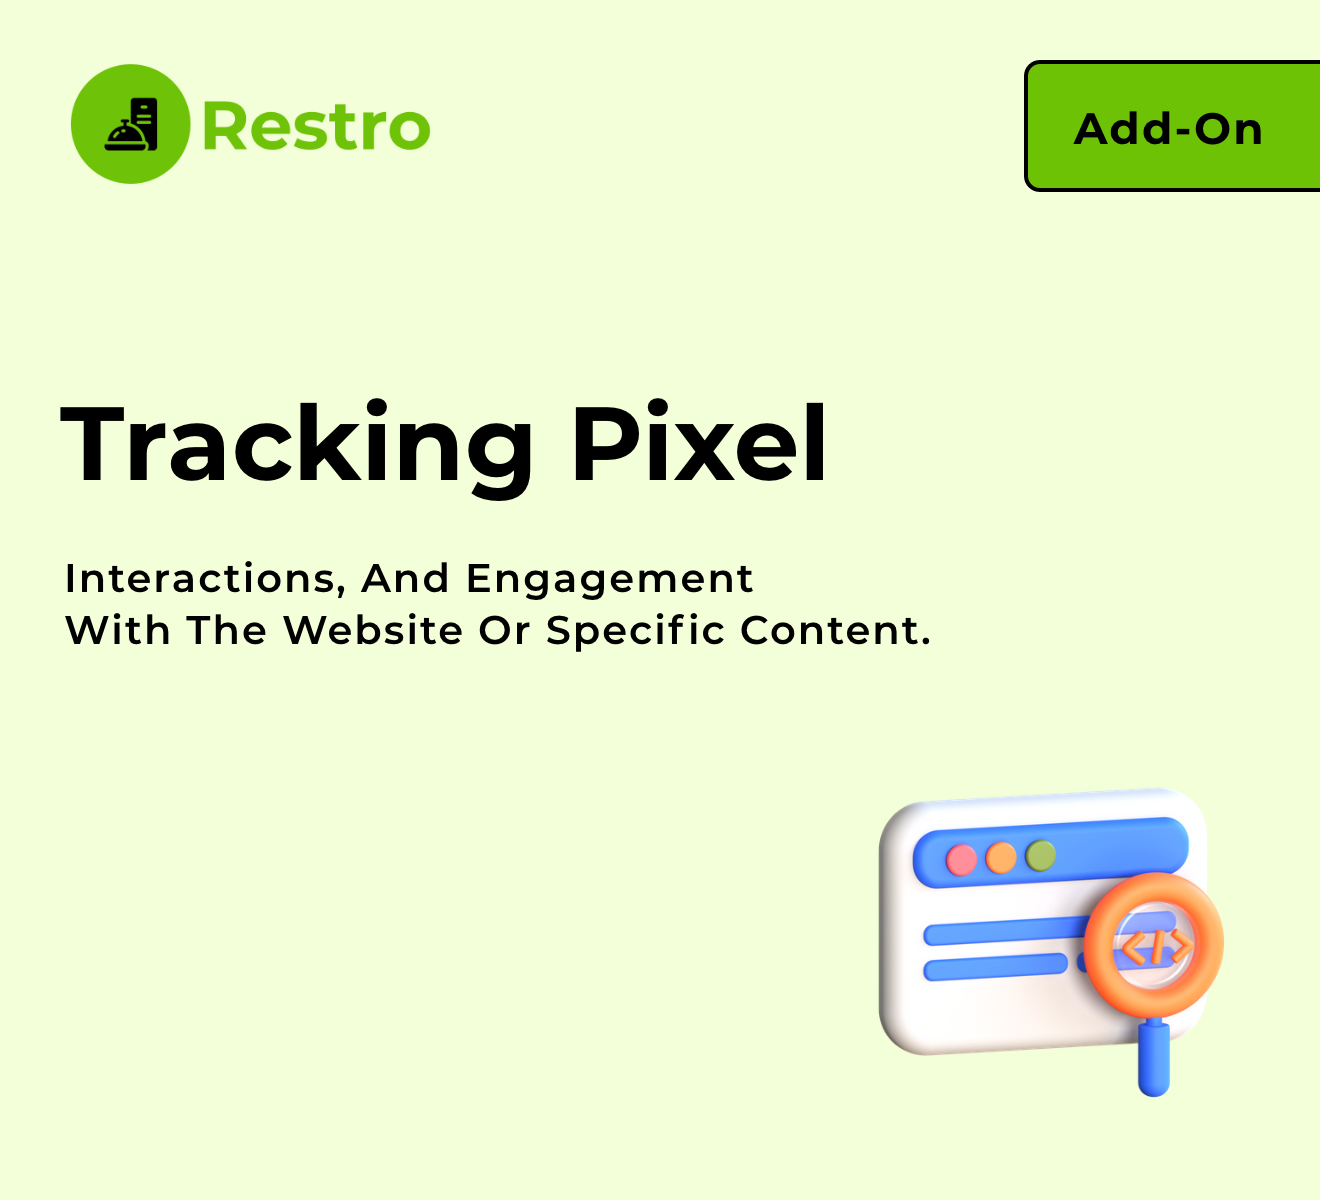 Restro
Add-On
Tracking Pixel
Interactions, And Engagement
With The Website Or Specific Content.
</>